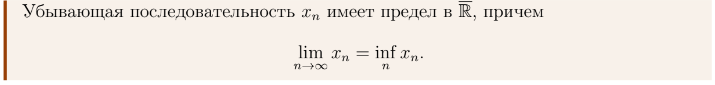 Убывающая последовательность $x_n$ имеет предел в $\overline{\mathbb{R}}$, причем
$$\lim_{n\to\infty} x_n = \inf_n x_n.$$